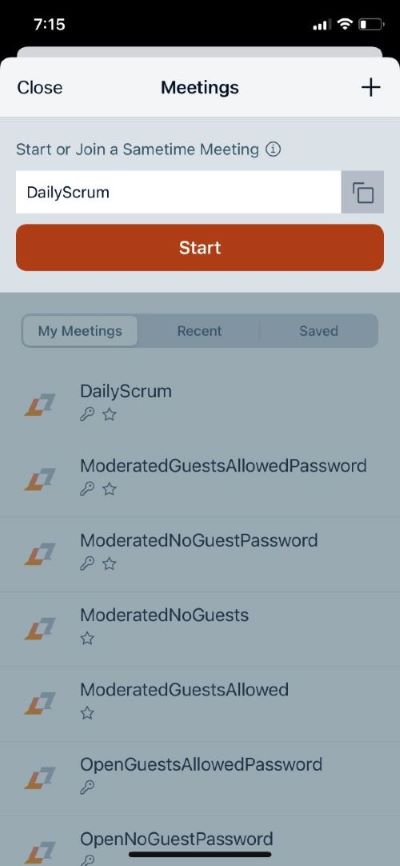 7:15
Close Meetings
Start or Join a Sametime Meeting
DailyScrum
Start
My Meetings Recent Saved
DailyScrum
ModeratedGuestsAllowedPassword
ModeratedNoGuestPassword
ModeratedNoGuests
ModeratedGuestsAllowed
OpenGuestsAllowedPassword
OpenNoGuestPassword